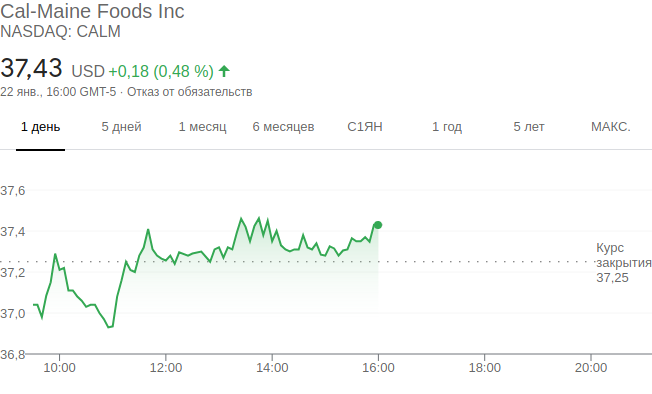 Cal-Maine Foods Inc
NASDAQ: CALM
37,43 USD +0,18 (0,48 %)
22 янв., 16:00 GMT-5 · Отказ от обязательств
1 день 5 дней 1 месяц 6 месяцев С1ЯН 1 год 5 лет МАКС.
37,6
37,4
Курс
закрытия
37,25
37,2
37,0
36,8
10:00 12:00 14:00 16:00 18:00 20:00